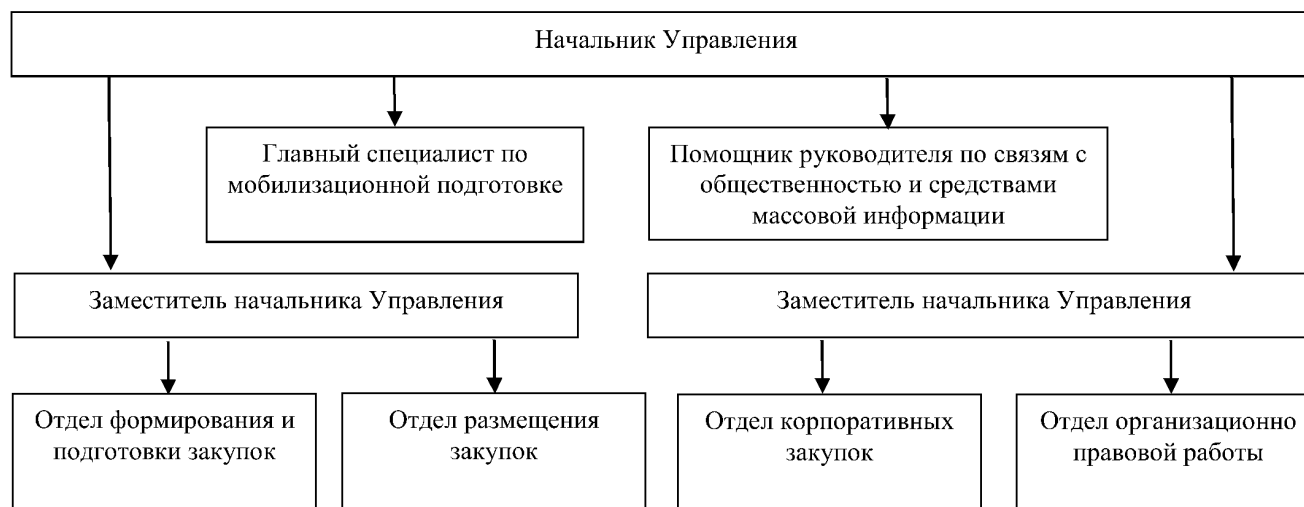 Начальник Управления
Главный специалист по
мобилизационной подготовке
Помощник руководителя по связям с
общественностью и средствами
массовой информации
Заместитель начальника Управления
Заместитель начальника Управления
Отдел формирования и
подготовки закупок
Отдел размещения
закупок
Отдел корпоративных
закупок
Отдел организационно
правовой работы